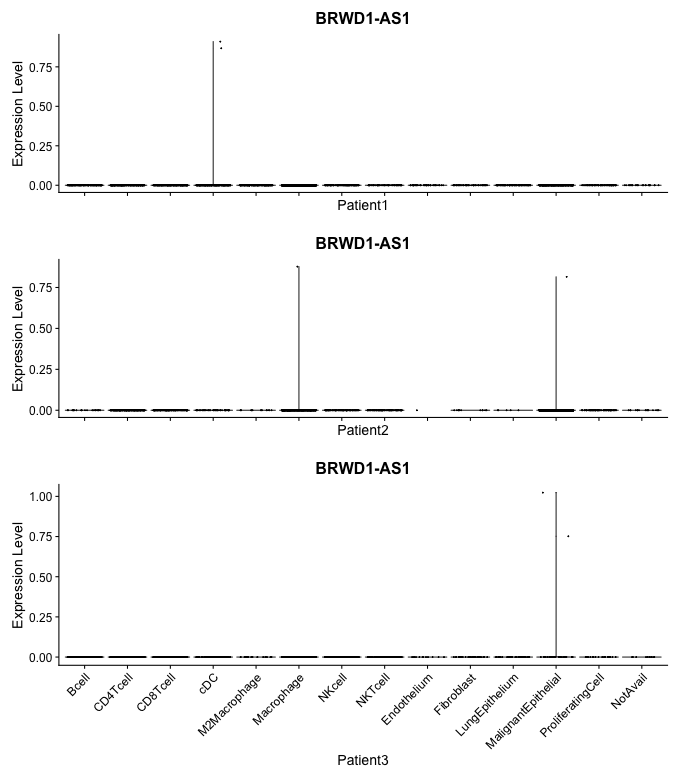 BRWD1-AS1
Expression Level
0.75
0.50
0.25
0.00
Patient1
BRWD1-AS1
Expression Level
0.75
0.50
0.25
0.00
Patient2
BRWD1-AS1
Expression Level
1.00
0.75
0.50
0.25
0.00
Bcell
CD4Tcell
CD8Tcell
cDC
M2Macrophage
Macrophage
NKcell
NKTcell
Endothelium
Fibroblast
LungEpithelium
MalignantEpithelial
ProliferatingCell
NotAvail
Patient3